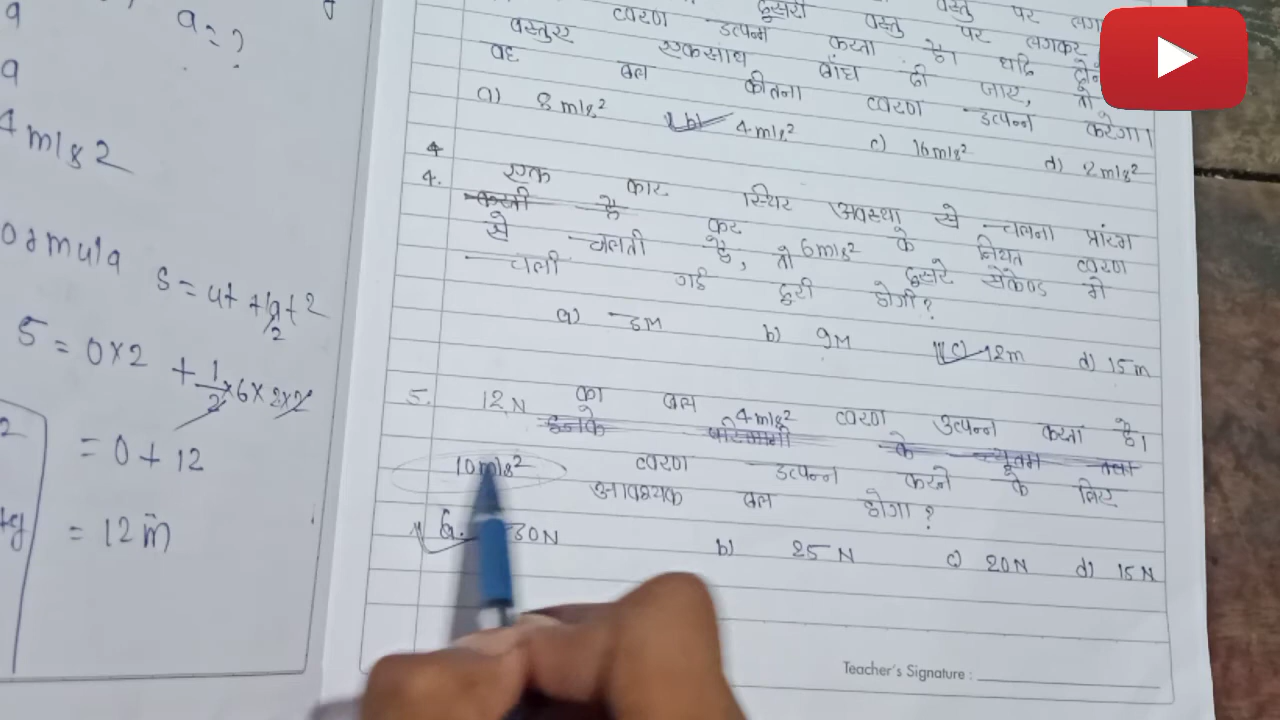 a = ?
4 m/s2
formula s = ut + 1/2 at2
S = 0×2 + 1/2×6×2×2
= 0 + 12
= 12 m
दुसरी वस्तु पर
त्वरण उत्पन्न करता है। यदि
वस्तुए एकसाथ बाँध दी जाए, तो
वह बल कीतना त्वरण उत्पन्न करेगा।
a) 8 m/s² b) 4 m/s² c) 16 m/s² d) 2 m/s²
4. एक कार स्थिर अवस्था से चलना प्रारंभ
कर 6 m/s² के नियत त्वरण
से चलती है, तो दुसरे सेकेण्ड में
चली गई दुरी होगी?
a) 3M b) 9M c) 12m d) 15m
5. 12 N का बल 4 m/s² त्वरण उत्पन्न करता है।
10 m/s² त्वरण उत्पन्न करने के लिए
आवश्यक बल होगा?
a. 30N b) 25 N c) 20N d) 15 N
Teacher's Signature :